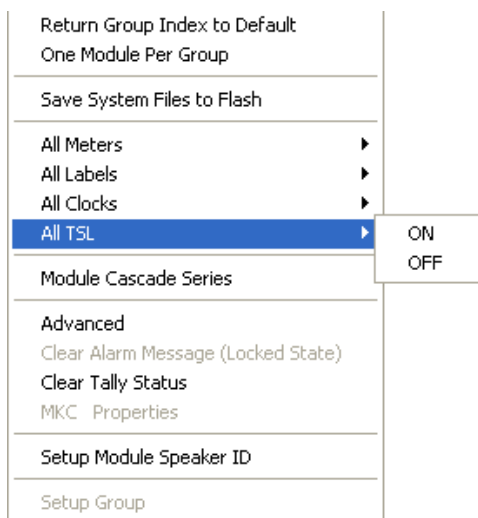 Return Group Index to Default
One Module Per Group
Save System Files to Flash
All Meters
All Labels
All Clocks
All TSL
ON
OFF
Module Cascade Series
Advanced
Clear Alarm Message (Locked State)
Clear Tally Status
MKC Properties
Setup Module Speaker ID
Setup Group